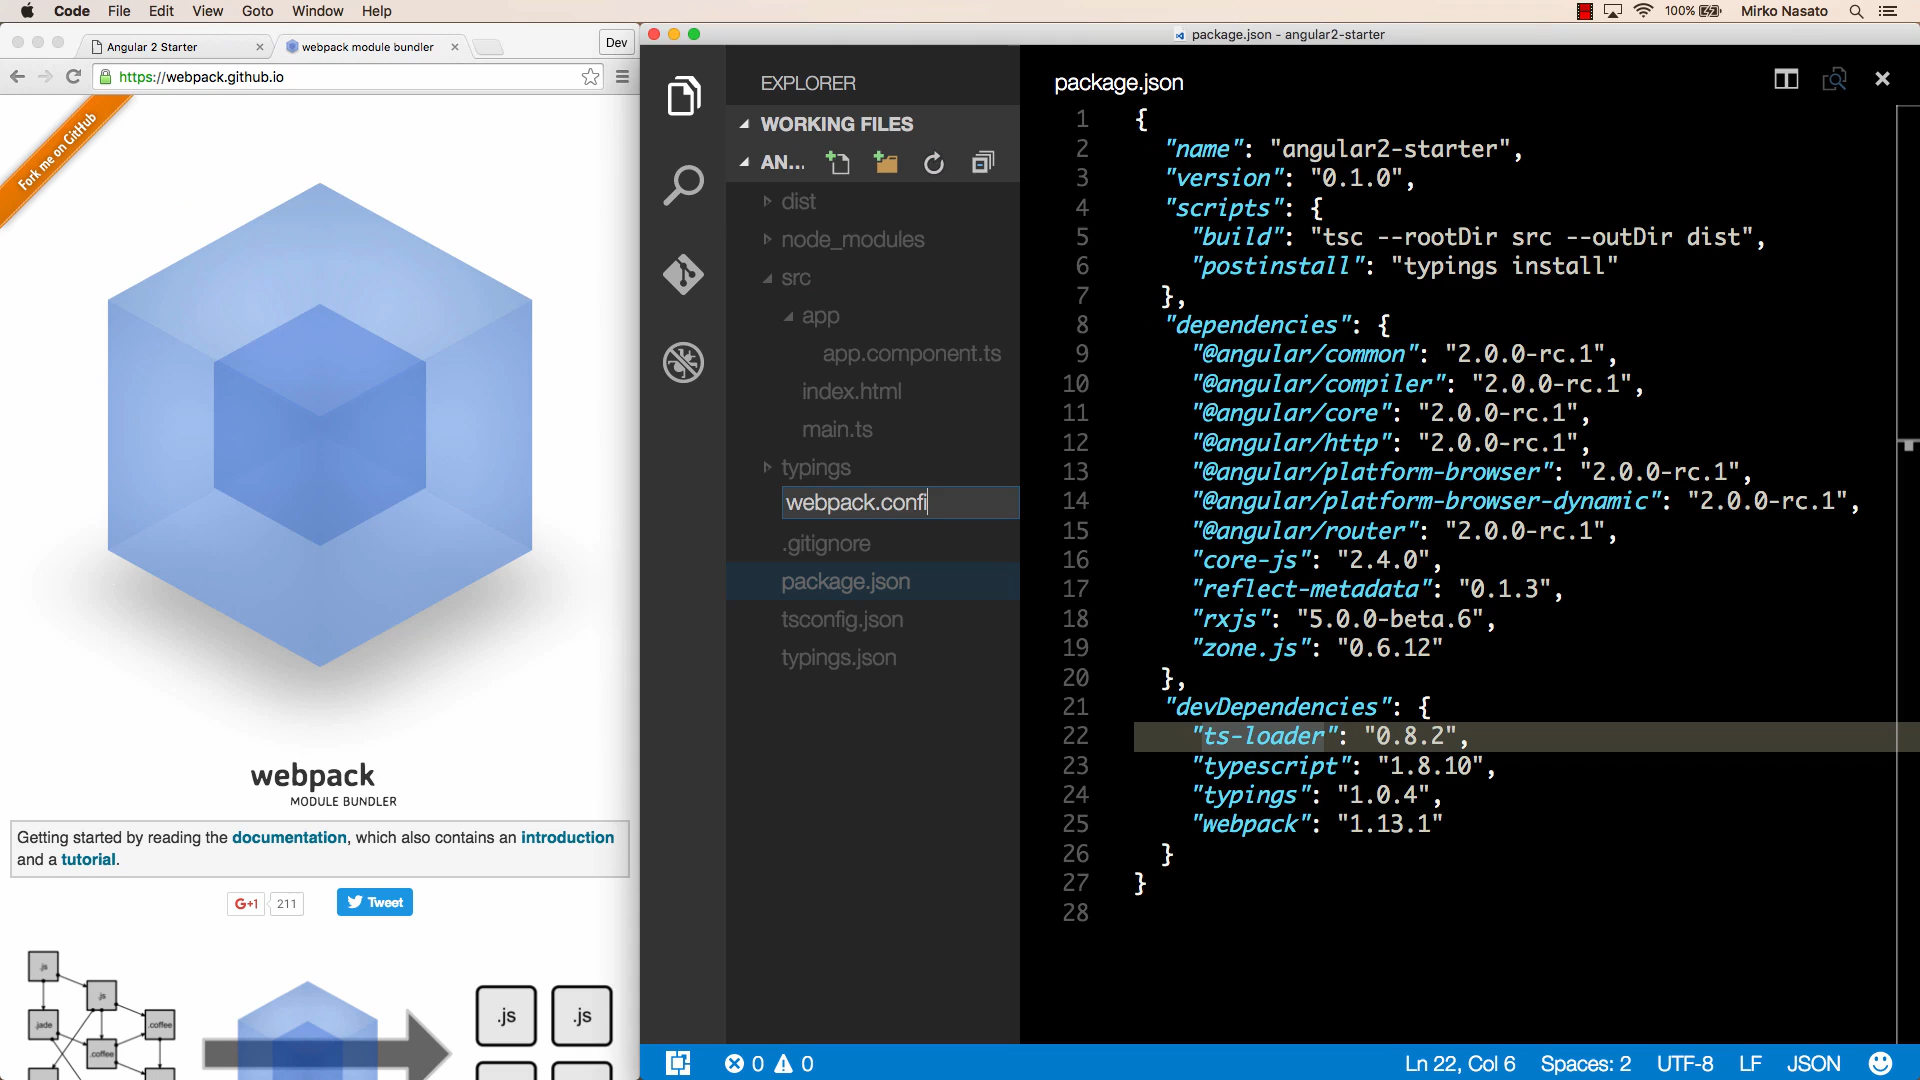 Code File Edit View Goto Window Help
100% Mirko Nasato
Angular 2 Starter
webpack module bundler
Dev
https://webpack.github.io
Fork me on GitHub
webpack
MODULE BUNDLER
Getting started by reading the documentation, which also contains an introduction
and a tutorial.
G+1 211
Tweet
.js
.js
.jade
.coffee
.coffee
.js
.js
package.json - angular2-starter
EXPLORER
WORKING FILES
AN...
dist
node_modules
src
app
app.component.ts
index.html
main.ts
typings
webpack.confi
.gitignore
package.json
tsconfig.json
typings.json
package.json
1 {
2 "name": "angular2-starter",
3 "version": "0.1.0",
4 "scripts": {
5 "build": "tsc --rootDir src --outDir dist",
6 "postinstall": "typings install"
7 },
8 "dependencies": {
9 "@angular/common": "2.0.0-rc.1",
10 "@angular/compiler": "2.0.0-rc.1",
11 "@angular/core": "2.0.0-rc.1",
12 "@angular/http": "2.0.0-rc.1",
13 "@angular/platform-browser": "2.0.0-rc.1",
14 "@angular/platform-browser-dynamic": "2.0.0-rc.1",
15 "@angular/router": "2.0.0-rc.1",
16 "core-js": "2.4.0",
17 "reflect-metadata": "0.1.3",
18 "rxjs": "5.0.0-beta.6",
19 "zone.js": "0.6.12"
20 },
21 "devDependencies": {
22 "ts-loader": "0.8.2",
23 "typescript": "1.8.10",
24 "typings": "1.0.4",
25 "webpack": "1.13.1"
26 }
27 }
28
0 0
Ln 22, Col 6 Spaces: 2 UTF-8 LF JSON